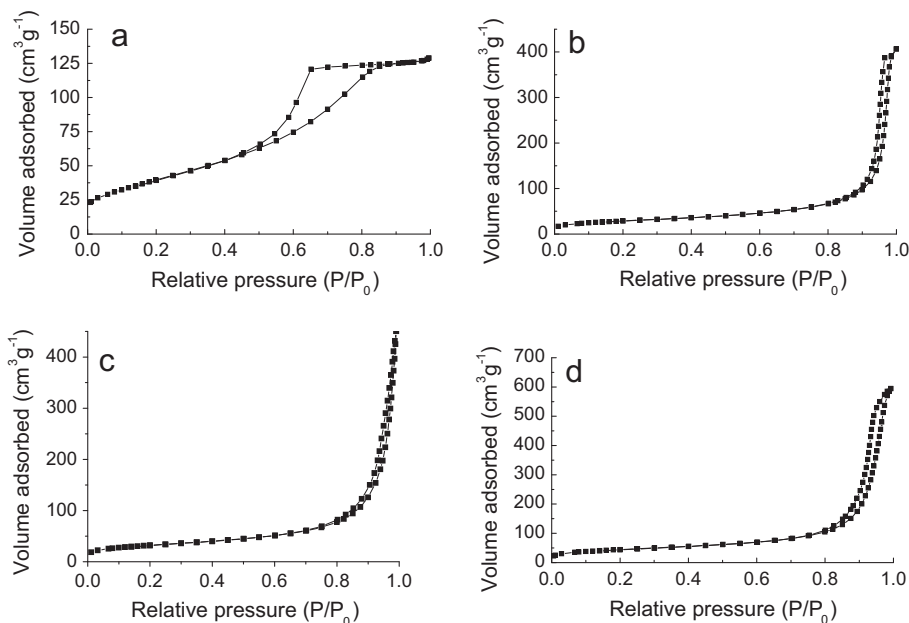 a
Volume adsorbed (cm³g⁻¹)
150
125
100
75
50
25
0
0.0 0.2 0.4 0.6 0.8 1.0
Relative pressure (P/P₀)
b
Volume adsorbed (cm³g⁻¹)
400
300
200
100
0
0.0 0.2 0.4 0.6 0.8 1.0
Relative pressure (P/P₀)
c
Volume adsorbed (cm³g⁻¹)
400
300
200
100
0
0.0 0.2 0.4 0.6 0.8 1.0
Relative pressure (P/P₀)
d
Volume adsorbed (cm³g⁻¹)
700
600
500
400
300
200
100
0
0.0 0.2 0.4 0.6 0.8 1.0
Relative pressure (P/P₀)